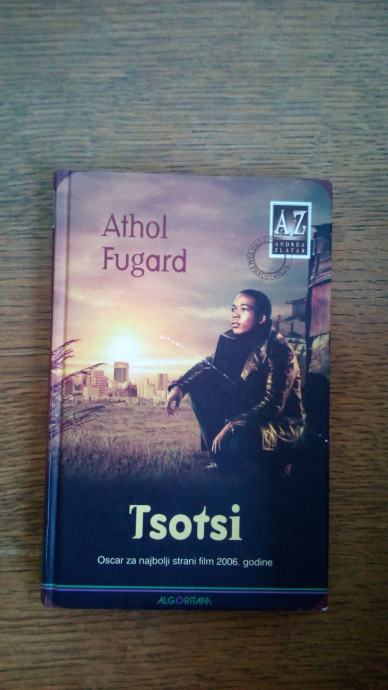 Athol
Fugard
AZ
ANDREA
ZLATAR
Tsotsi
Oscar za najbolji strani film 2006. godine
ALGORITAM